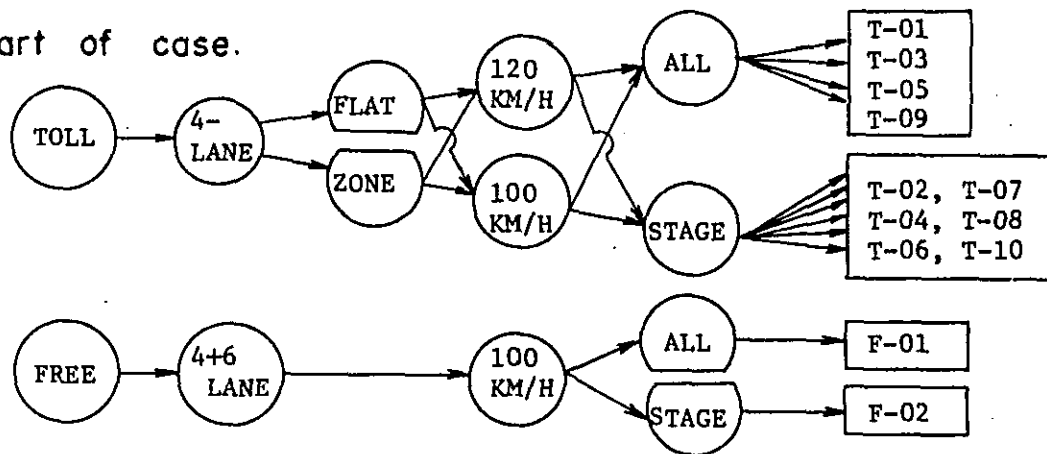 art of case.
TOLL
4-
LANE
FLAT
ZONE
120
KM/H
100
KM/H
ALL
STAGE
T-01
T-03
T-05
T-09
T-02, T-07
T-04, T-08
T-06, T-10
FREE
4+6
LANE
100
KM/H
ALL
STAGE
F-01
F-02